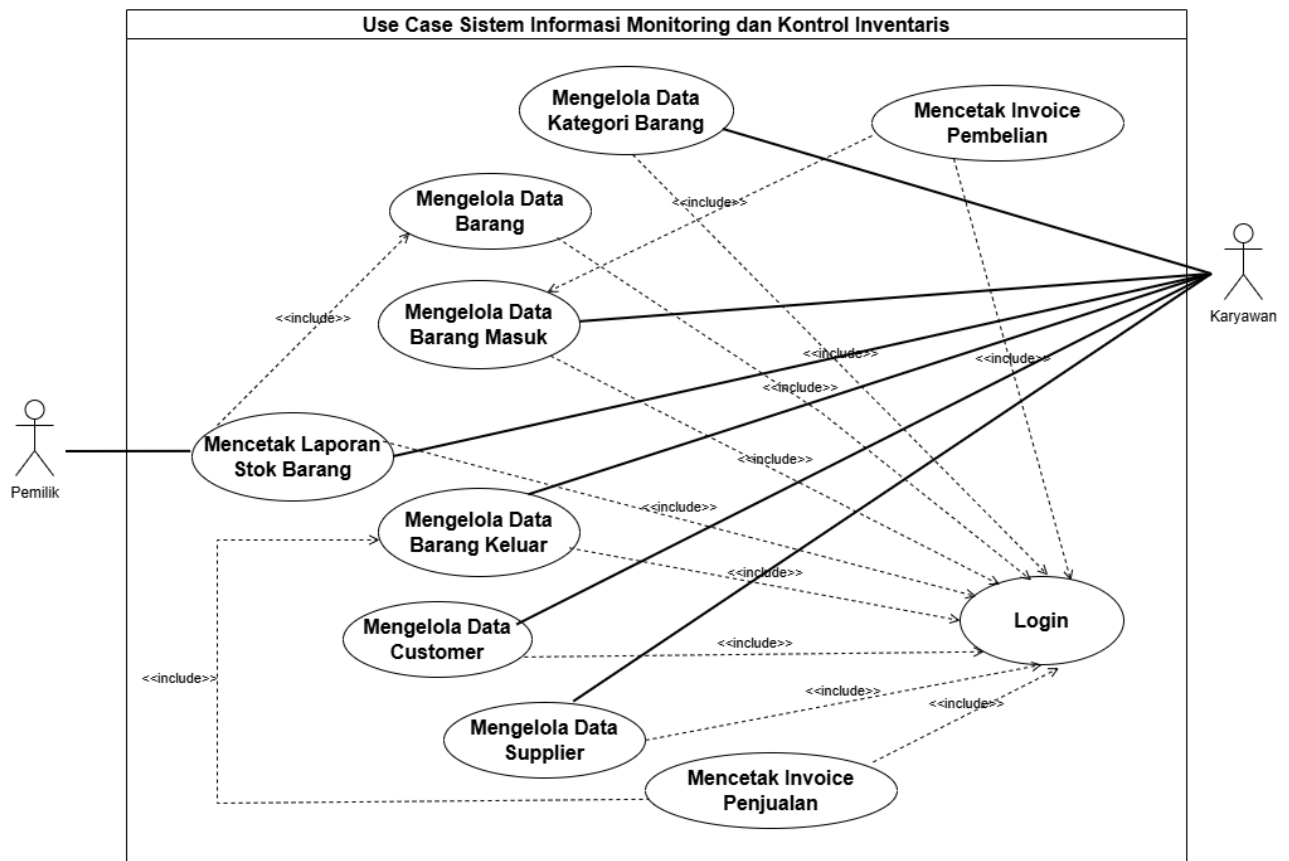 Use Case Sistem Informasi Monitoring dan Kontrol Inventaris
Mengelola Data
Kategori Barang
Mencetak Invoice
Pembelian
Mengelola Data
Barang
<<include>>
<<include>>
Mengelola Data
Barang Masuk
<<include>>
Karyawan
<<include>>
<<include>>
<<include>>
Mencetak Laporan
Stok Barang
<<include>>
Pemilik
<<include>>
Mengelola Data
Barang Keluar
<<include>>
Mengelola Data
Customer
Login
<<include>>
<<include>>
<<include>>
<<include>>
Mengelola Data
Supplier
Mencetak Invoice
Penjualan